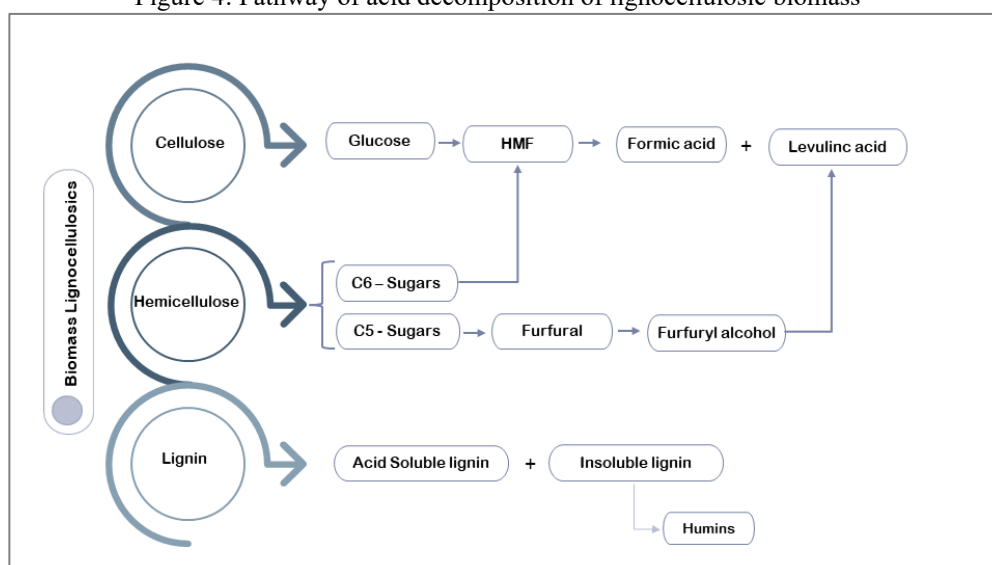 Figure 4: Pathway of acid decomposition of lignocellulosic biomass
Biomass Lignocellulosics
Cellulose
Glucose
HMF
Formic acid
+
Levulinc acid
Hemicellulose
C6 – Sugars
C5 - Sugars
Furfural
Furfuryl alcohol
Lignin
Acid Soluble lignin
+
Insoluble lignin
Humins